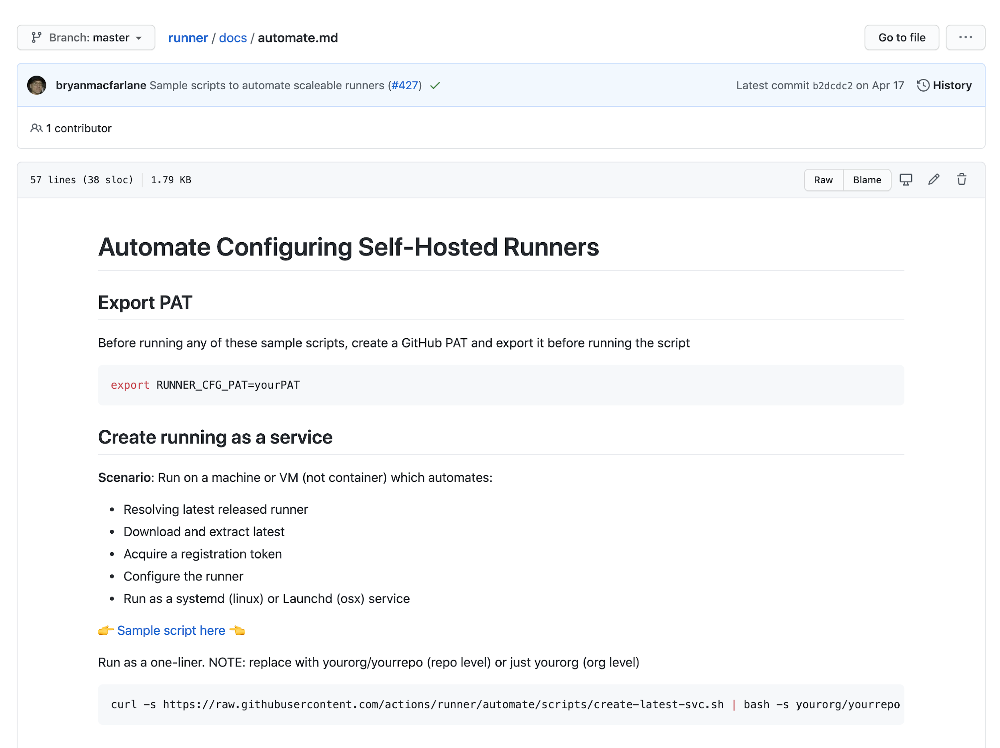 Branch: master runner / docs / automate.md Go to file ···
bryanmacfarlane Sample scripts to automate scaleable runners (#427) ✓ Latest commit b2dcdc2 on Apr 17 History
1 contributor
57 lines (38 sloc) 1.79 KB Raw Blame
Automate Configuring Self-Hosted Runners
Export PAT
Before running any of these sample scripts, create a GitHub PAT and export it before running the script
export RUNNER_CFG_PAT=yourPAT
Create running as a service
Scenario: Run on a machine or VM (not container) which automates:
• Resolving latest released runner
• Download and extract latest
• Acquire a registration token
• Configure the runner
• Run as a systemd (linux) or Launchd (osx) service
👉 Sample script here 👈
Run as a one-liner. NOTE: replace with yourorg/yourrepo (repo level) or just yourorg (org level)
curl -s https://raw.githubusercontent.com/actions/runner/automate/scripts/create-latest-svc.sh | bash -s yourorg/yourrepo